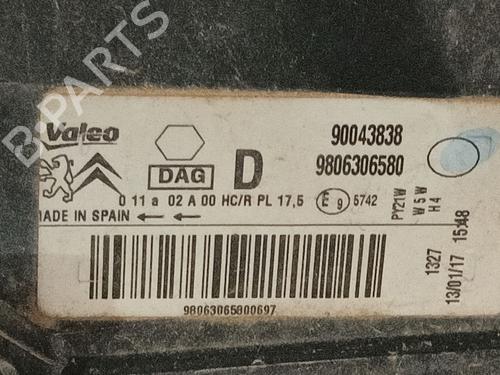 B-PARTS
Valeo
DAG
D
90043838
9806306580
0 11 a 02 A 00 HC/R PL 17,5
E 9 5742
MADE IN SPAIN
PY21W
W5W
H4
1327
13/01/17 15:48
98063065800697